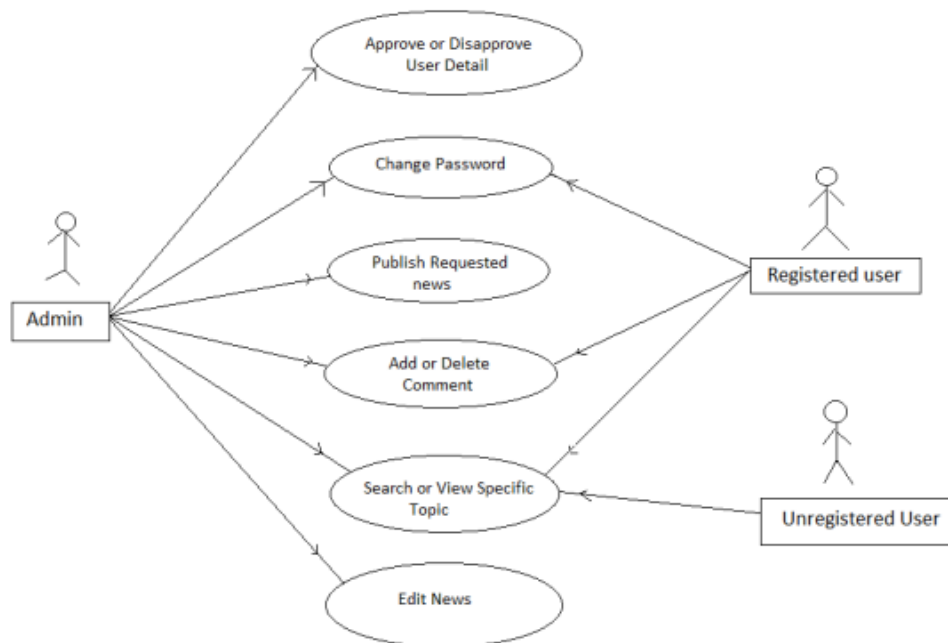 Approve or Disapprove
User Detail
Change Password
Publish Requested
news
Registered user
Admin
Add or Delete
Comment
Search or View Specific
Topic
Unregistered User
Edit News